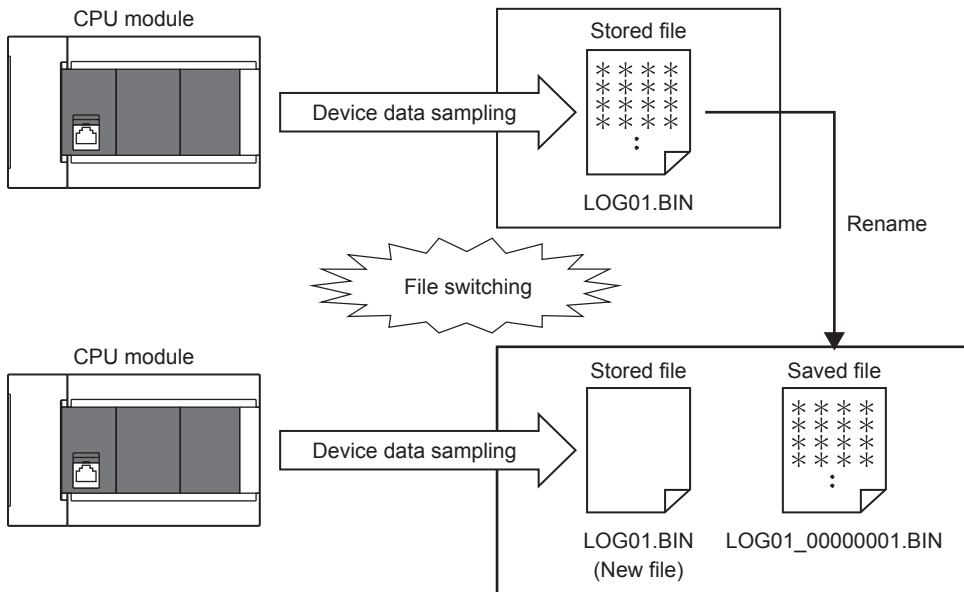 CPU module
Stored file
Device data sampling
＊＊＊＊
＊＊＊＊
＊＊＊＊
＊＊＊＊
:
LOG01.BIN
Rename
File switching
CPU module
Stored file
Saved file
Device data sampling
＊＊＊＊
＊＊＊＊
＊＊＊＊
＊＊＊＊
:
LOG01.BIN
(New file)
LOG01_00000001.BIN